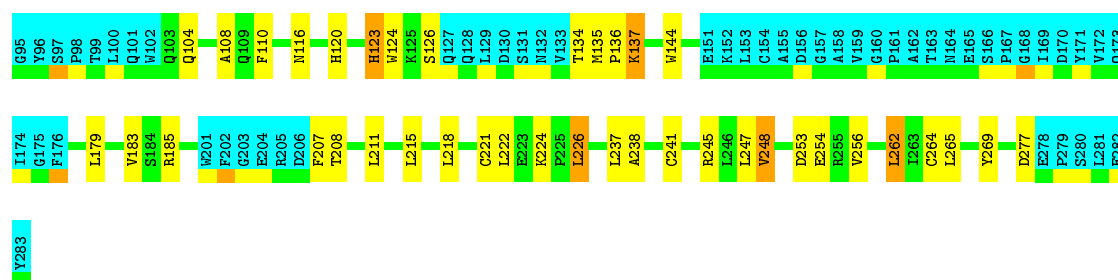 G95 Y96 S97 P98 T99 L100 Q101 W102 Q103 Q104 A108 Q109 F110 N116 H120 H123 W124 K125 S126 Q127 Q128 L129 D130 S131 N132 V133 T134 M135 P136 K137 W144 E151 K152 L153 C154 A155 D156 G157 A158 V159 G160 P161 A162 T163 N164 E165 S166 P167 G168 I169 D170 Y171 V172
I174 G175 F176 L179 V183 S184 R185 W201 F202 G203 E204 R205 D206 F207 T208 L211 L215 L218 C221 L222 E223 K224 P225 L226 L237 A238 C241 R245 L246 L247 V248 D253 E254 R255 V256 L262 I263 C264 L265 Y269 D277 E278 P279 S280 L281
Y283